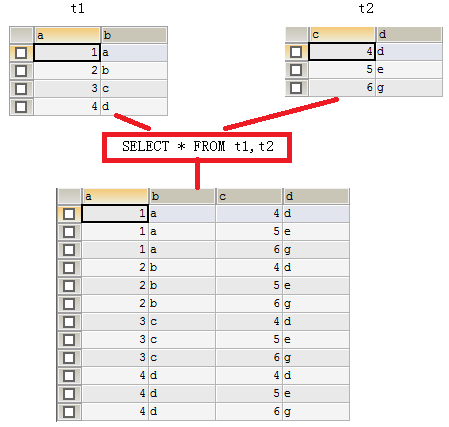 t1 t2
a b c d
1 a 4 d
2 b 5 e
3 c 6 g
4 d
SELECT * FROM t1,t2
a b c d
1 a 4 d
1 a 5 e
1 a 6 g
2 b 4 d
2 b 5 e
2 b 6 g
3 c 4 d
3 c 5 e
3 c 6 g
4 d 4 d
4 d 5 e
4 d 6 g